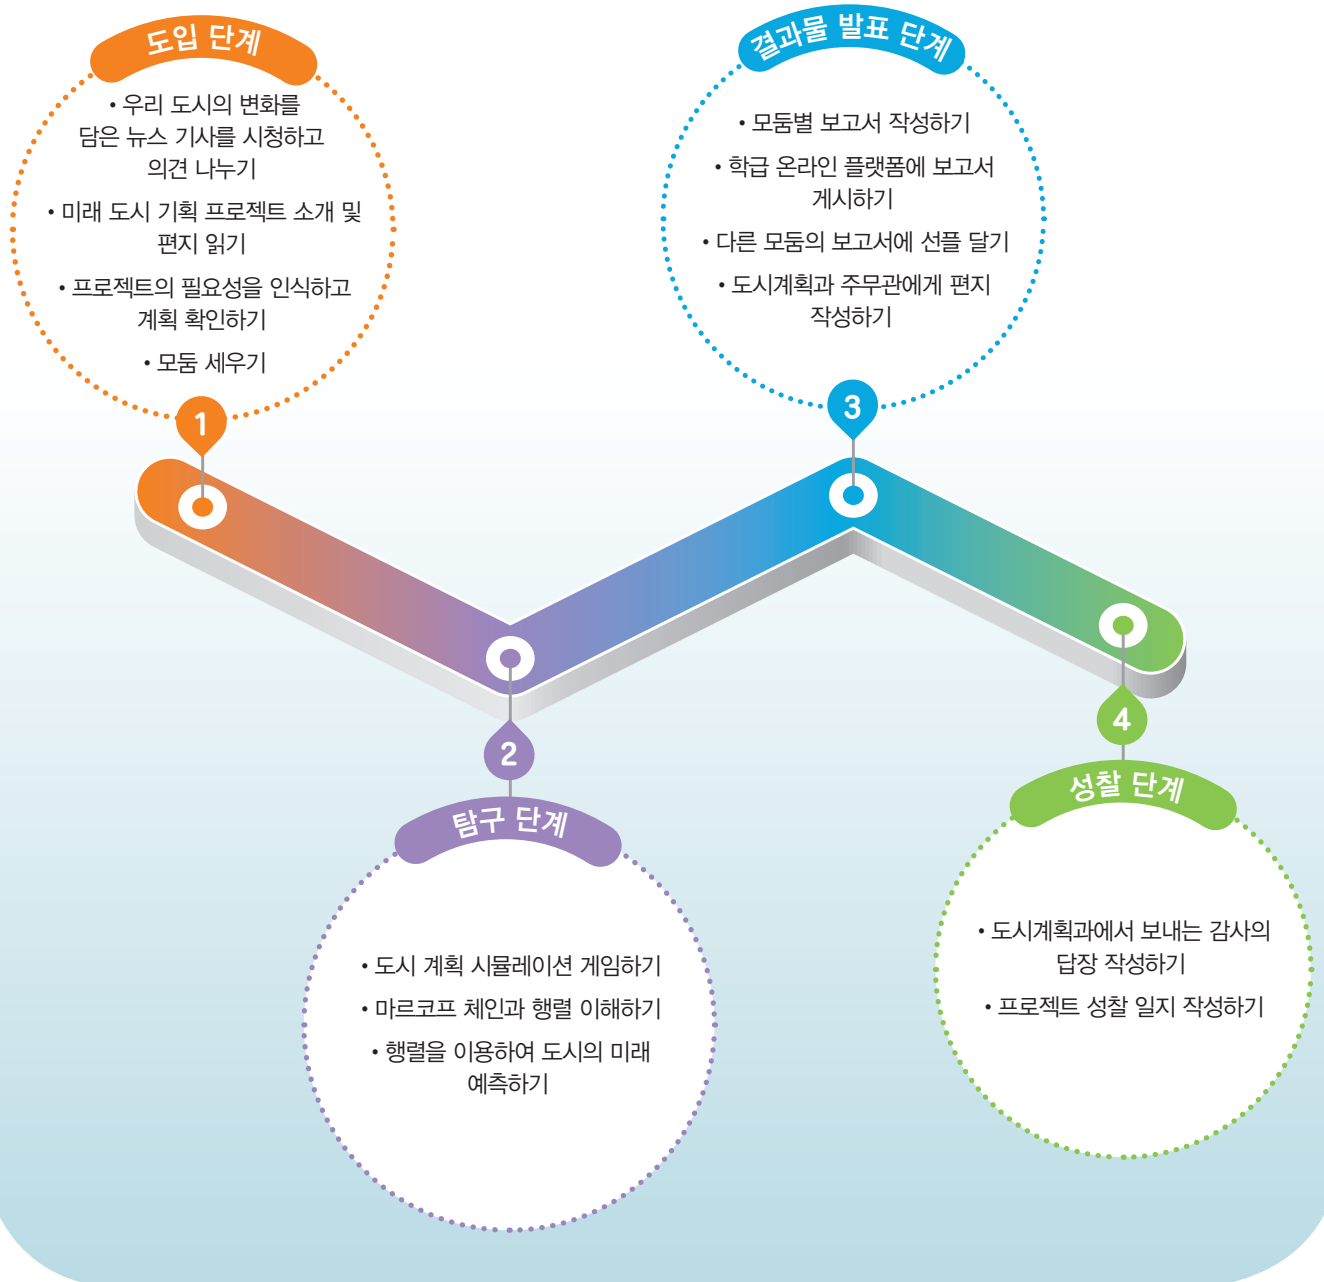 도입 단계
• 우리 도시의 변화를
담은 뉴스 기사를 시청하고
의견 나누기
• 미래 도시 기획 프로젝트 소개 및
편지 읽기
• 프로젝트의 필요성을 인식하고
계획 확인하기
• 모둠 세우기
1
2
탐구 단계
• 도시 계획 시뮬레이션 게임하기
• 마르코프 체인과 행렬 이해하기
• 행렬을 이용하여 도시의 미래
예측하기
결과물 발표 단계
• 모둠별 보고서 작성하기
• 학급 온라인 플랫폼에 보고서
게시하기
• 다른 모둠의 보고서에 선플 달기
• 도시계획과 주무관에게 편지
작성하기
3
4
성찰 단계
• 도시계획과에서 보내는 감사의
답장 작성하기
• 프로젝트 성찰 일지 작성하기